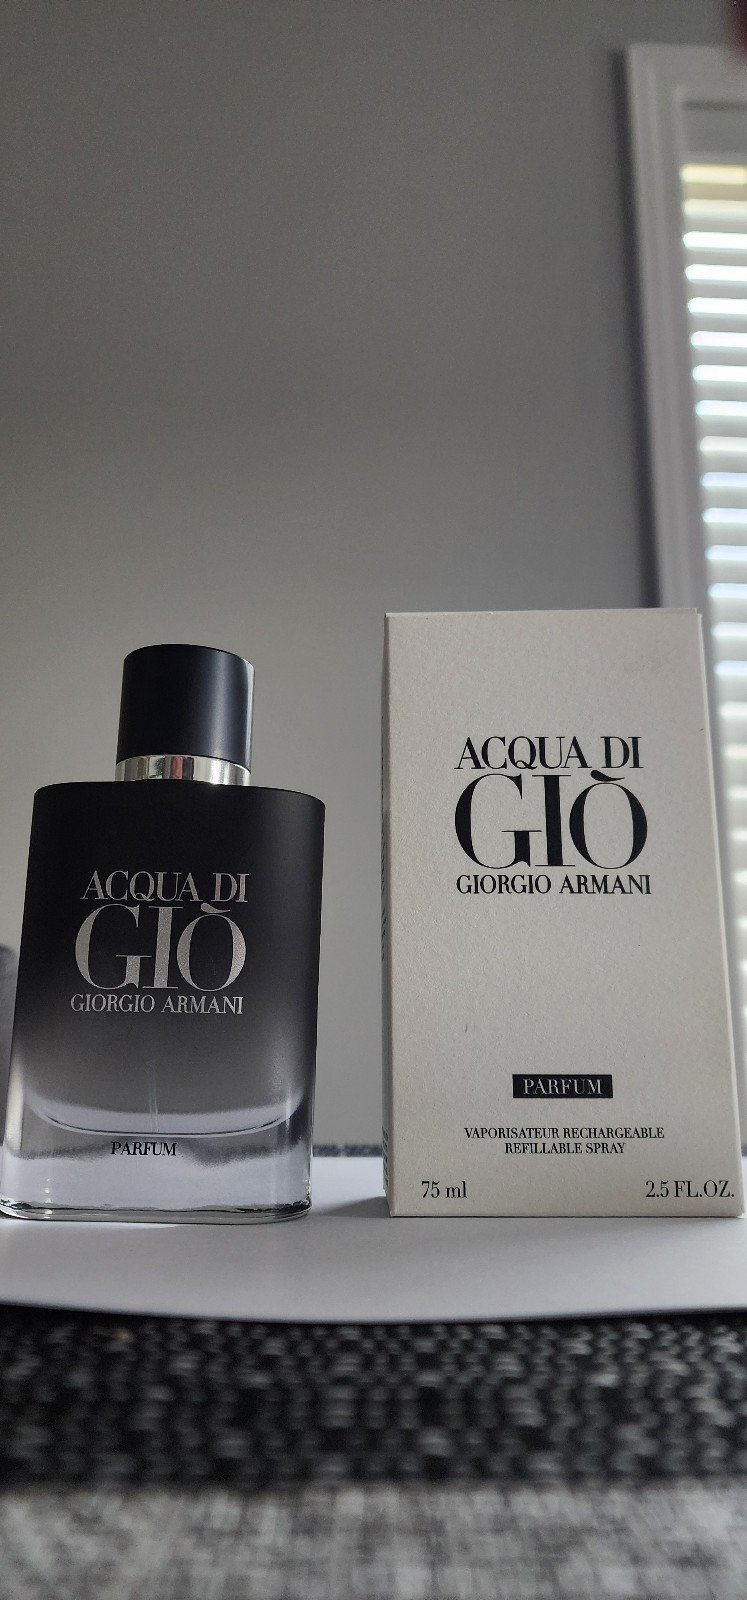 ACQUA DI
GIÒ
GIORGIO ARMANI
PARFUM
ACQUA DI
GIÒ
GIORGIO ARMANI
PARFUM
VAPORISATEUR RECHARGEABLE
REFILLABLE SPRAY
75 ml 2.5 FL.OZ.